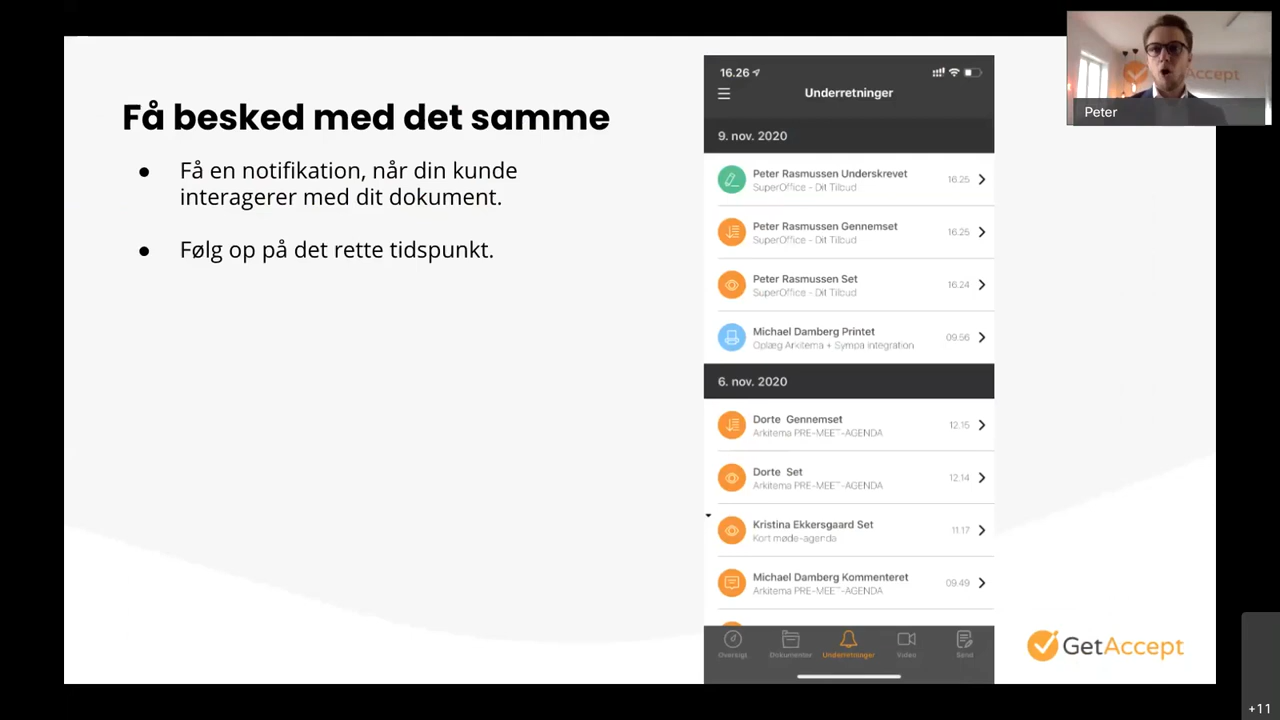 Få besked med det samme
● Få en notifikation, når din kunde
interagerer med dit dokument.
● Følg op på det rette tidspunkt.
16.26
Underretninger
9. nov. 2020
Peter Rasmussen Underskrevet
SuperOffice - Dit Tilbud
16.25
Peter Rasmussen Gennemset
SuperOffice - Dit Tilbud
16.25
Peter Rasmussen Set
SuperOffice - Dit Tilbud
16.24
Michael Damberg Printet
Oplæg Arkitema + Sympa integration
09.56
6. nov. 2020
Dorte Gennemset
Arkitema PRE-MEET-AGENDA
12.15
Dorte Set
Arkitema PRE-MEET-AGENDA
12.14
Kristina Ekkersgaard Set
Kort møde-agenda
11.17
Michael Damberg Kommenteret
Arkitema PRE-MEET-AGENDA
09.49
Oversigt
Dokumenter
Underretninger
Video
Send
GetAccept
Accept
Peter
+11